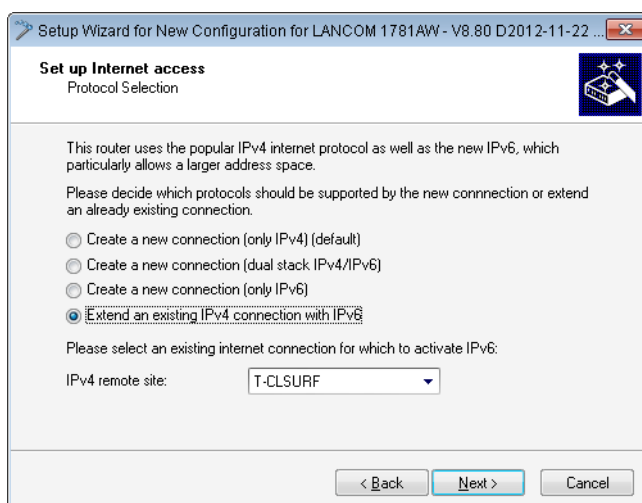 Setup Wizard for New Configuration for LANCOM 1781AW - V8.80 D2012-11-22 ...
Set up Internet access
Protocol Selection
This router uses the popular IPv4 internet protocol as well as the new IPv6, which
particularly allows a larger address space.
Please decide which protocols should be supported by the new connnection or extend
an already existing connection.
Create a new connection (only IPv4) (default)
Create a new connection (dual stack IPv4/IPv6)
Create a new connection (only IPv6)
Extend an existing IPv4 connection with IPv6
Please select an existing internet connection for which to activate IPv6:
IPv4 remote site: T-CLSURF
< Back Next > Cancel